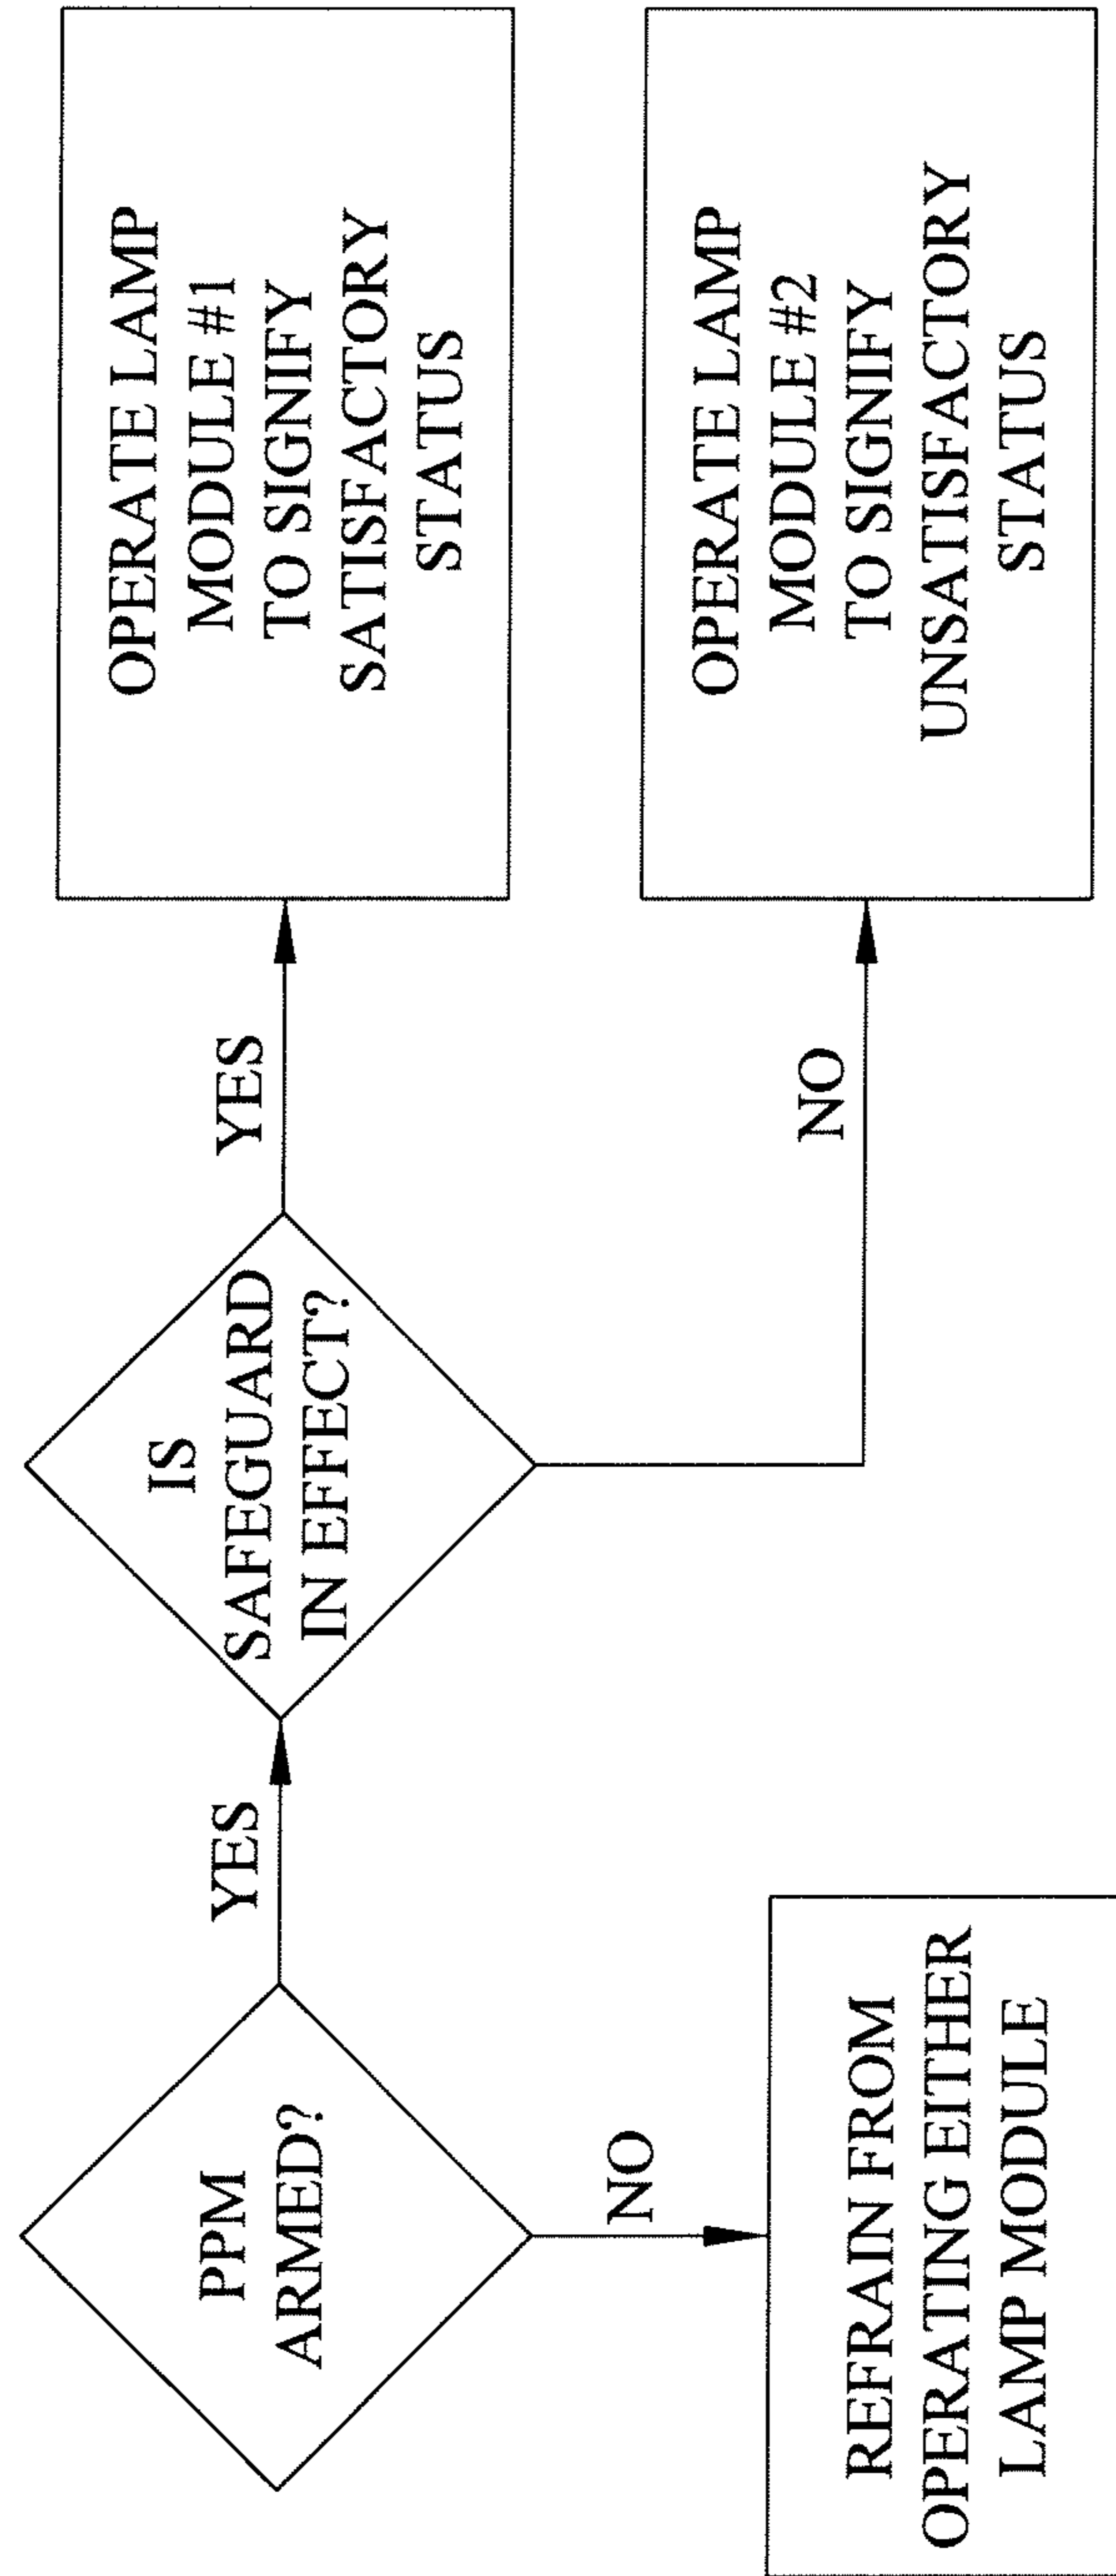 PPM
ARMED?
YES
NO
REFRAIN FROM
OPERATING EITHER
LAMP MODULE
IS
SAFEGUARD
IN EFFECT?
YES
NO
OPERATE LAMP
MODULE #1
TO SIGNIFY
SATISFACTORY
STATUS
OPERATE LAMP
MODULE #2
TO SIGNIFY
UNSATISFACTORY
STATUS